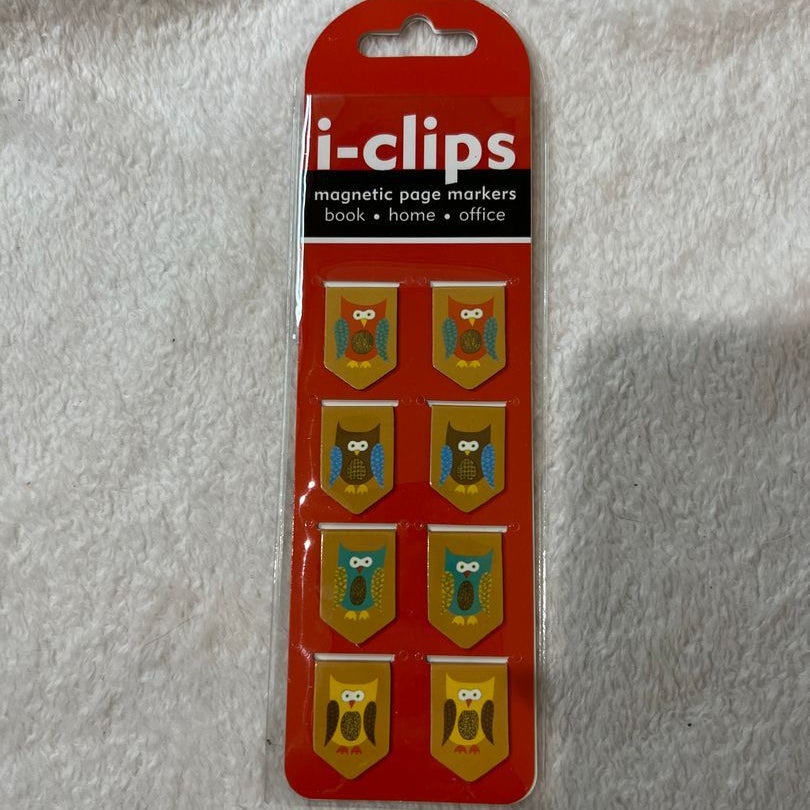 i-clips
magnetic page markers
book • home • office